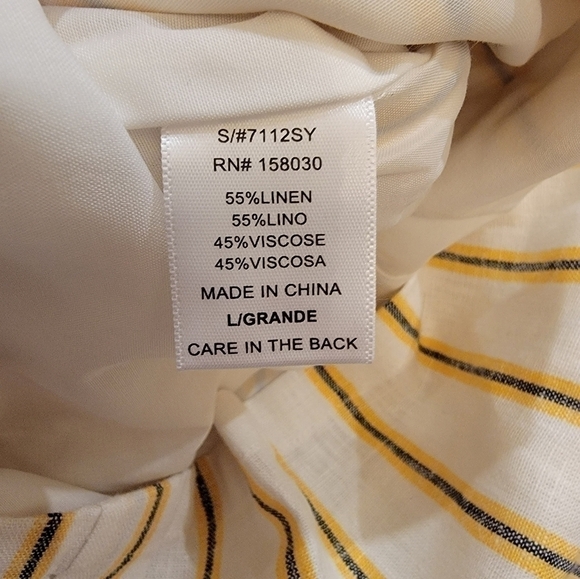 S/#7112SY
RN# 158030
55%LINEN
55%LINO
45%VISCOSE
45%VISCOSA
MADE IN CHINA
L/GRANDE
CARE IN THE BACK